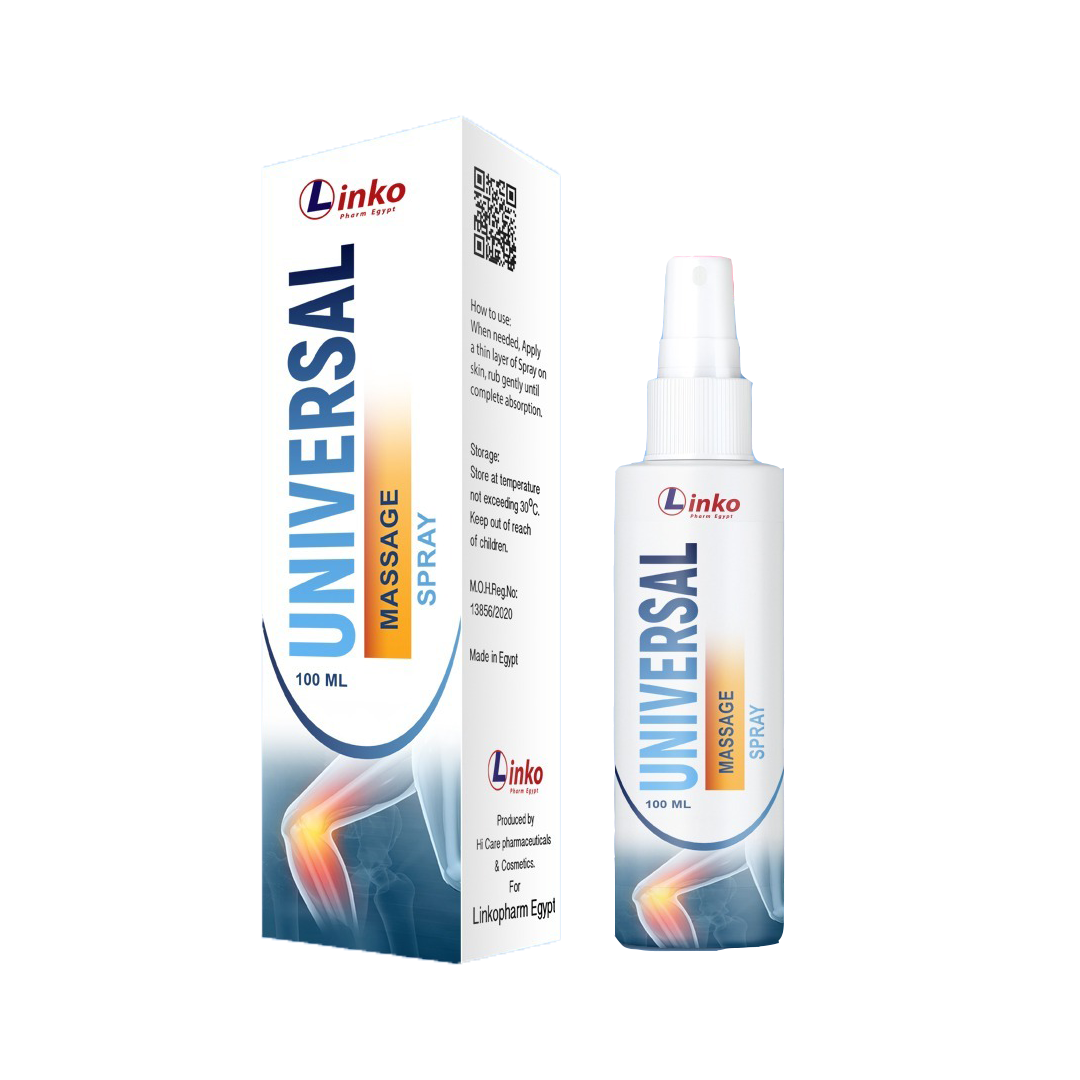 Linko
Pharm Egypt
UNIVERSAL
MASSAGE
SPRAY
100 ML
How to use:
When needed, Apply
a thin layer of Spray on
skin, rub gently until
complete absorption.
Storage:
Store at temperature
not exceeding 30⁰C.
Keep out of reach
of children.
M.O.H.Reg.No:
13856/2020
Made in Egypt
Linko
Pharm Egypt
Produced by
Hi Care pharmaceuticals
& Cosmetics.
For
Linkopharm Egypt
Linko
Pharm Egypt
UNIVERSAL
MASSAGE
SPRAY
100 ML